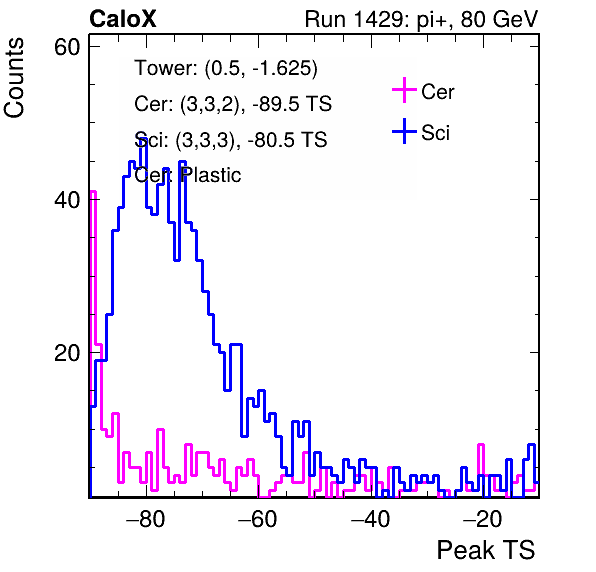 CaloX Run 1429: pi+, 80 GeV
Counts
60
40
20
Tower: (0.5, -1.625)
Cer: (3,3,2), -89.5 TS
Sci: (3,3,3), -80.5 TS
Cer: Plastic
Cer
Sci
−80 −60 −40 −20
Peak TS